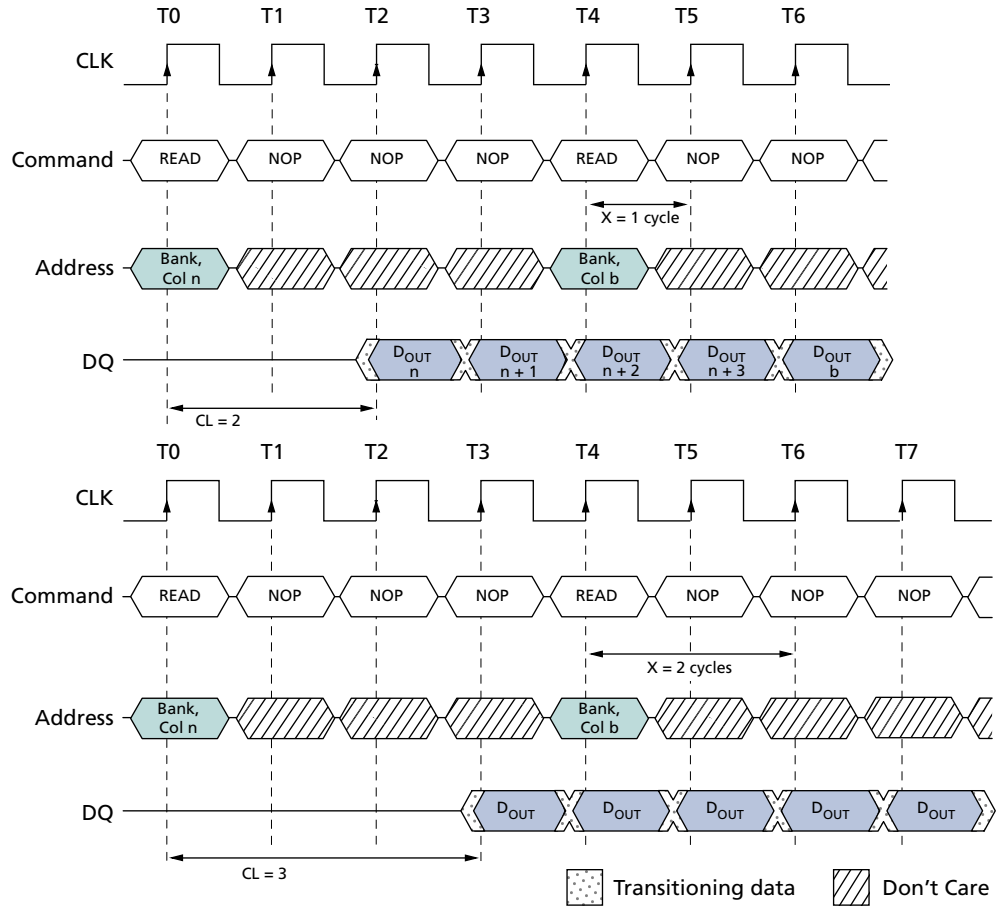 T0 T1 T2 T3 T4 T5 T6
CLK
Command READ NOP NOP NOP READ NOP NOP
X = 1 cycle
Address Bank, Col n Bank, Col b
DQ DOUT n DOUT n + 1 DOUT n + 2 DOUT n + 3 DOUT b
CL = 2
T0 T1 T2 T3 T4 T5 T6 T7
CLK
Command READ NOP NOP NOP READ NOP NOP NOP
X = 2 cycles
Address Bank, Col n Bank, Col b
DQ DOUT DOUT DOUT DOUT DOUT
CL = 3
Transitioning data Don't Care